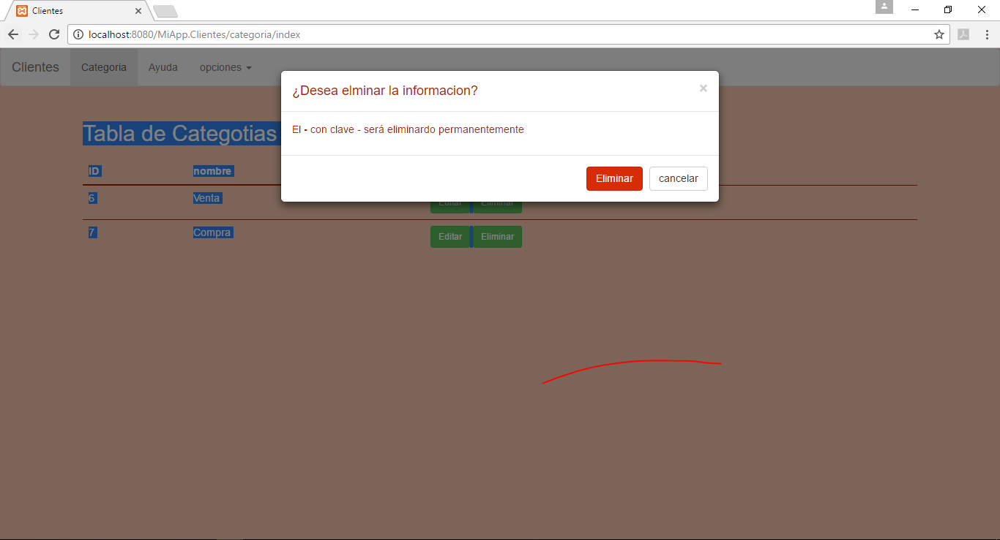 Clientes
localhost:8080/MiApp.Clientes/categoria/index
Clientes Categoria Ayuda opciones
¿Desea elminar la informacion? ×
El - con clave - será eliminardo permanentemente
Eliminar cancelar
Tabla de Categotias
ID nombre
6 Venta Editar Eliminar
7 Compra Editar Eliminar